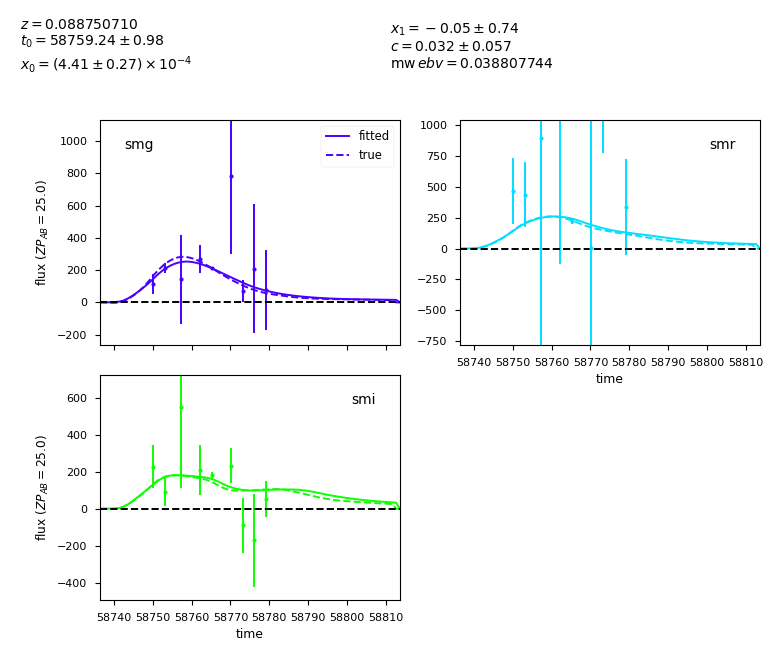 z = 0.088750710
t₀ = 58759.24 ± 0.98
x₀ = (4.41 ± 0.27) × 10⁻⁴
x₁ = −0.05 ± 0.74
c = 0.032 ± 0.057
mw ebv = 0.038807744
smg
fitted
true
1000
800
600
400
200
0
−200
flux (ZP_AB = 25.0)
smr
1000
750
500
250
0
−250
−500
−750
58740 58750 58760 58770 58780 58790 58800 58810
time
smi
600
400
200
0
−200
−400
flux (ZP_AB = 25.0)
58740 58750 58760 58770 58780 58790 58800 58810
time